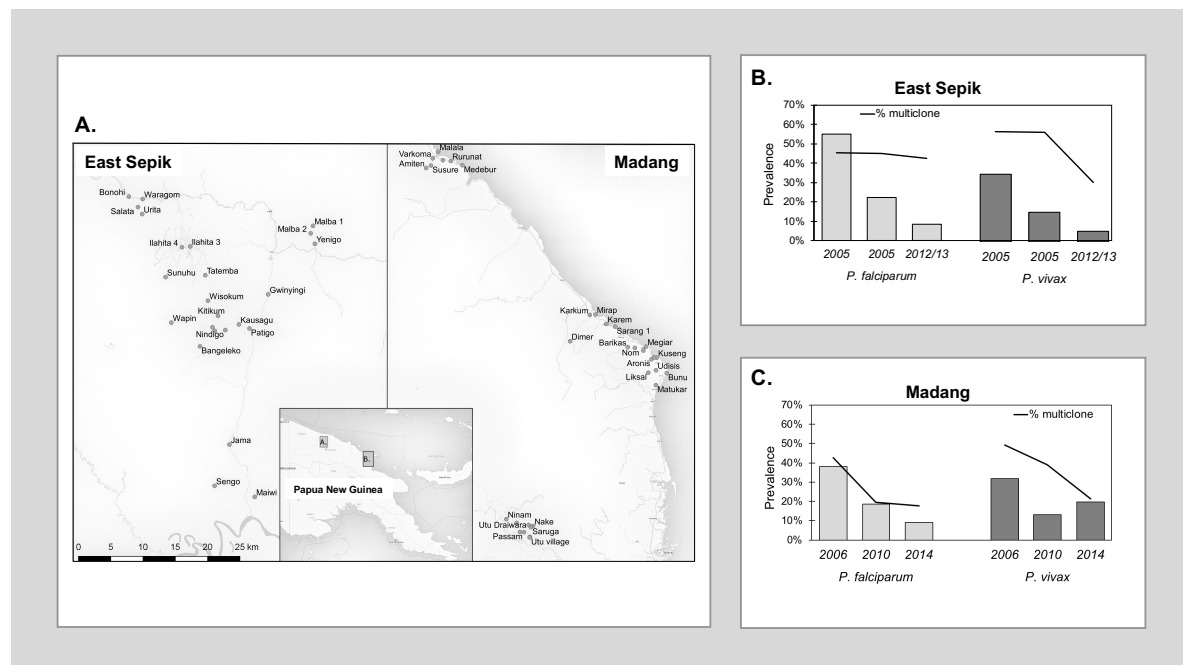 A.
East Sepik
Madang
Malala
Varkoma
Rurunat
Amiten
Susure
Medebur
Bonohi
Waragom
Salata
Urita
Malba 1
Malba 2
Yenigo
Ilahita 4
Ilahita 3
Sunuhu
Tatemba
Gwinyingi
Wisokum
Kitikum
Wapin
Kausagu
Nindigo
Patigo
Bangeleko
Karkum
Mirap
Karem
Sarang 1
Dimer
Barikas
Megiar
Nom
Kuseng
Aronis
Udisis
Liksal
Bunu
Matukar
Jama
Sengo
Maiwi
A.
B.
Papua New Guinea
Ninam
Utu Draiwara
Nake
Saruga
Passam
Utu village
0 5 10 15 20 25 km
B.
East Sepik
70%
60%
50%
40%
30%
20%
10%
0%
Prevalence
% multiclone
2005 2005 2012/13 2005 2005 2012/13
P. falciparum P. vivax
C.
Madang
70%
60%
50%
40%
30%
20%
10%
0%
Prevalence
% multiclone
2006 2010 2014 2006 2010 2014
P. falciparum P. vivax